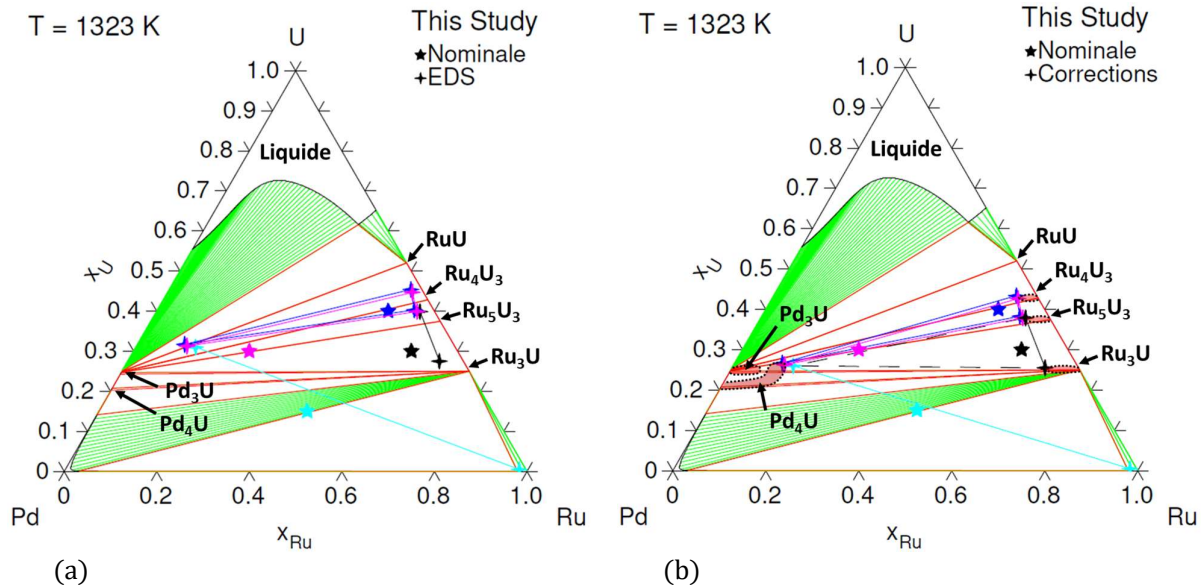 T = 1323 K
This Study
★Nominale
✦EDS
U
1.0
0.9
0.8
0.7
0.6
0.5
0.4
0.3
0.2
0.1
0
x_U
Liquide
RuU
Ru₄U₃
Ru₅U₃
Ru₃U
Pd₃U
Pd₄U
0 0.2 0.4 0.6 0.8 1.0
Pd Ru
x_Ru
(a)
T = 1323 K
This Study
★Nominale
✦Corrections
U
1.0
0.9
0.8
0.7
0.6
0.5
0.4
0.3
0.2
0.1
0
x_U
Liquide
RuU
Ru₄U₃
Ru₅U₃
Ru₃U
Pd₃U
Pd₄U
0 0.2 0.4 0.6 0.8 1.0
Pd Ru
x_Ru
(b)